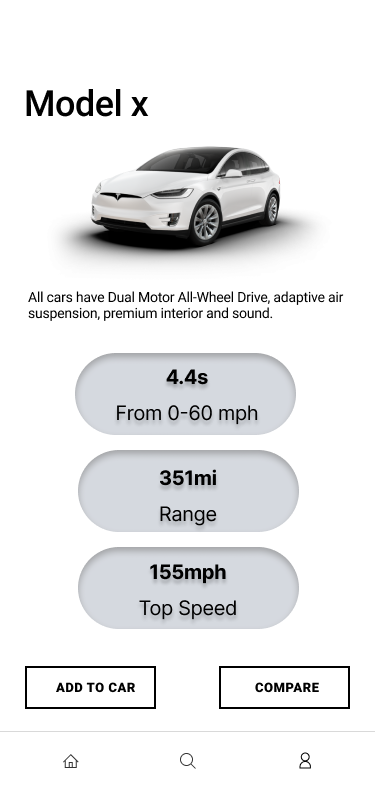 Model x
All cars have Dual Motor All-Wheel Drive, adaptive air
suspension, premium interior and sound.
4.4s
From 0-60 mph
351mi
Range
155mph
Top Speed
ADD TO CAR
COMPARE